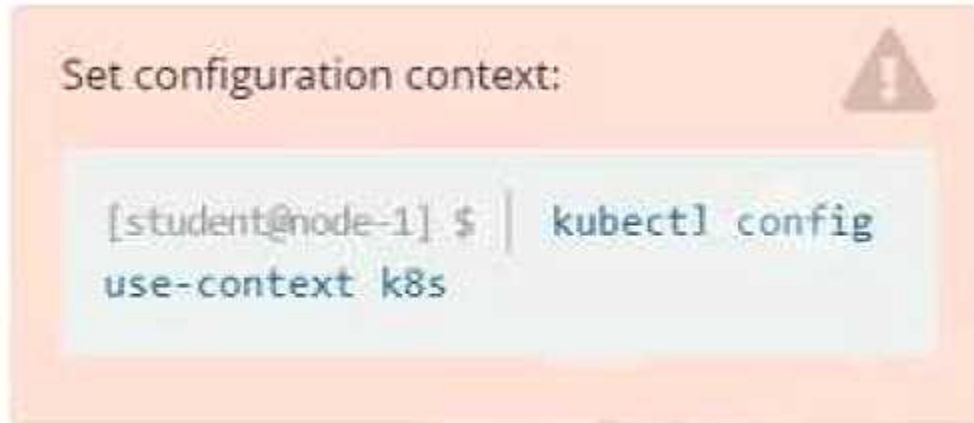 Set configuration context:
[student@node-1] $ | kubectl config
use-context k8s